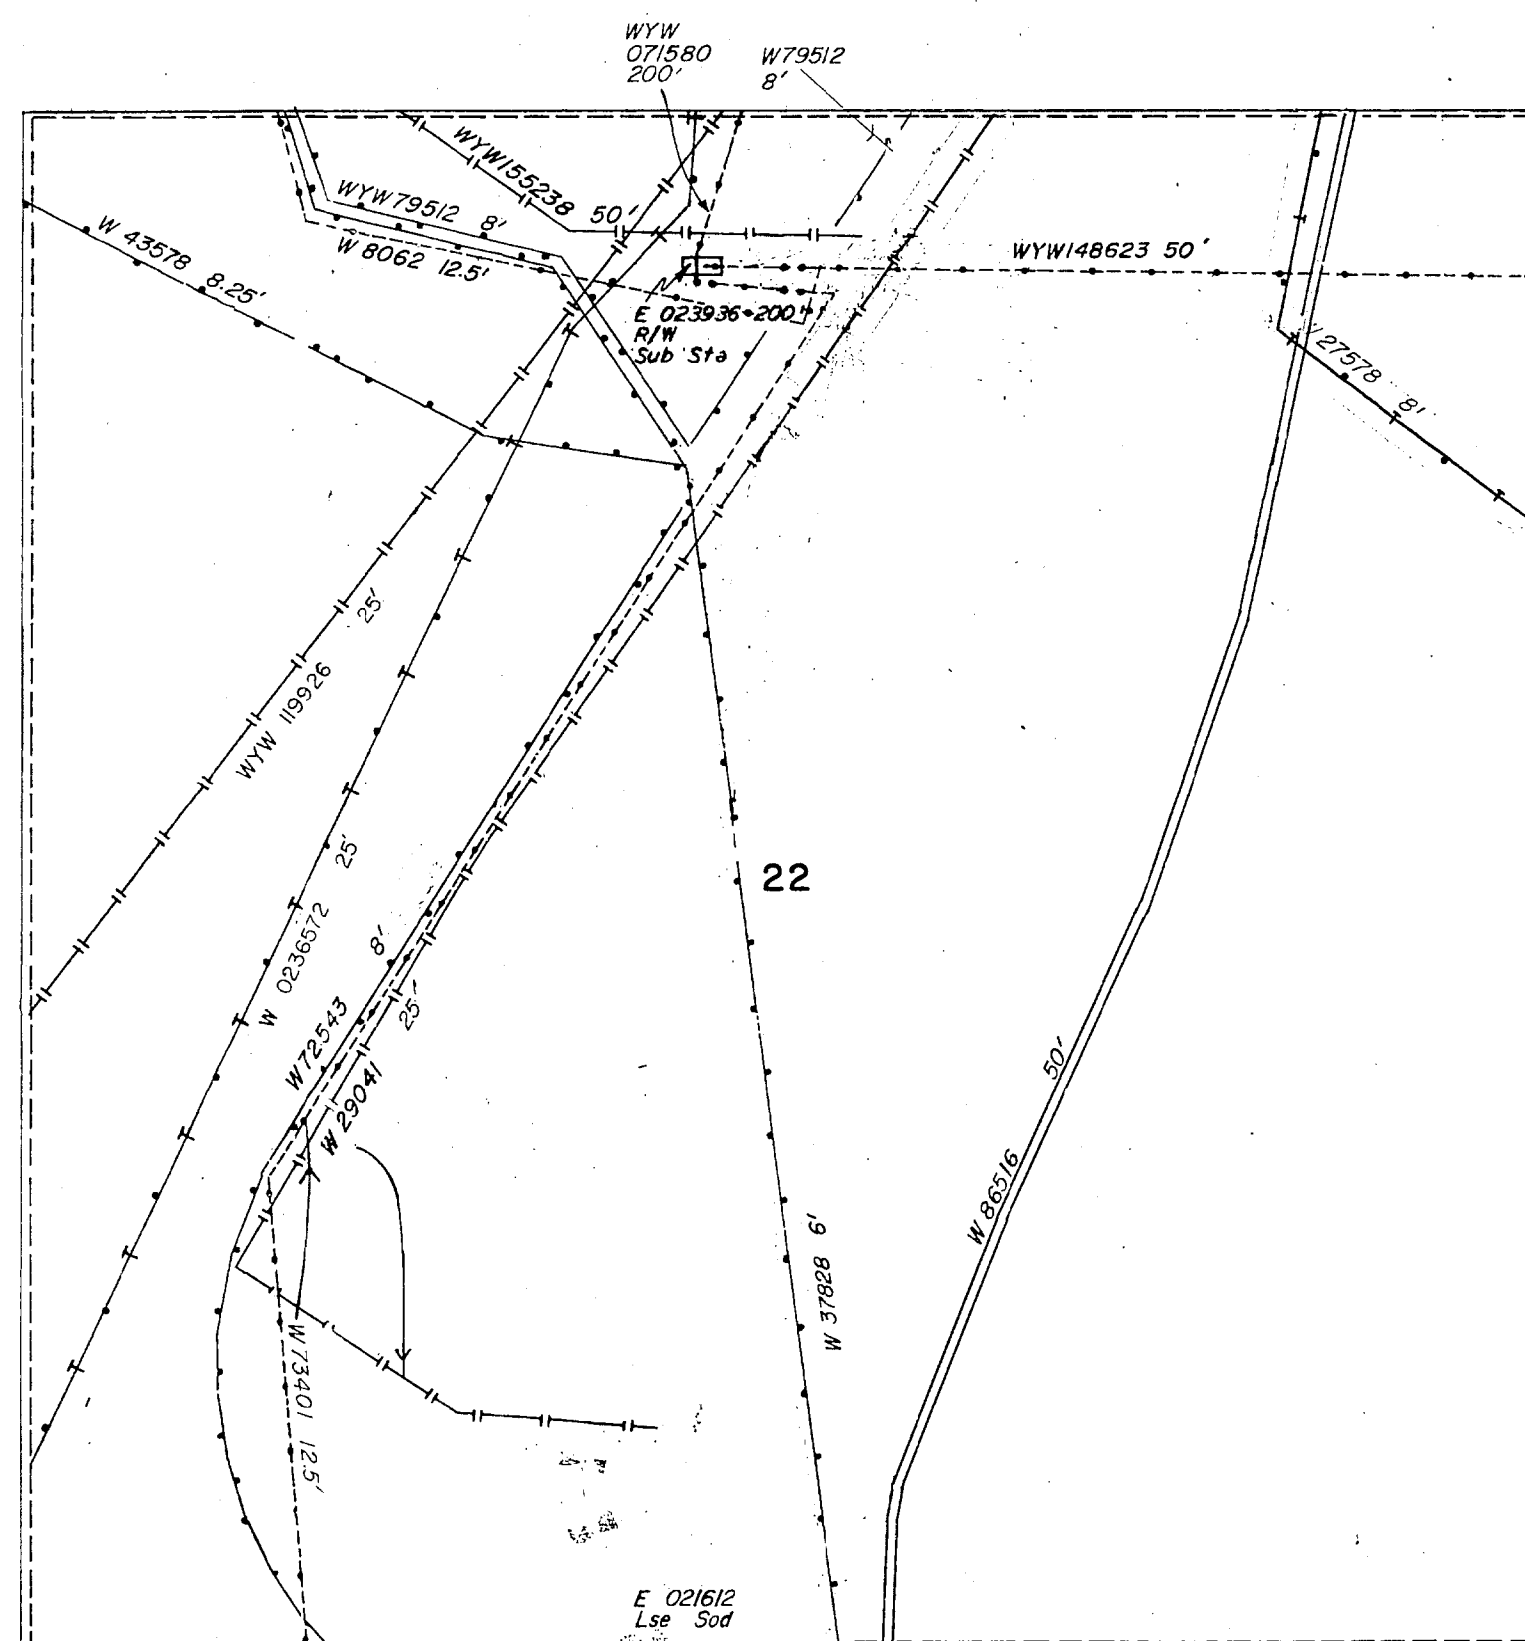 WYW
071580
200'
W79512
8'
WYW155238 50'
WYW79512 8'
W 8062 12.5'
W 43578 8.25'
WYW148623 50'
E 023936 200'
R/W
Sub Sta
27578 8'
WYW 119926 25'
W 0236572 25'
22
W72543 8'
W 29041 25'
W 86516 50'
W 37828 6'
W73401 12.5'
E 021612
Lse Sod